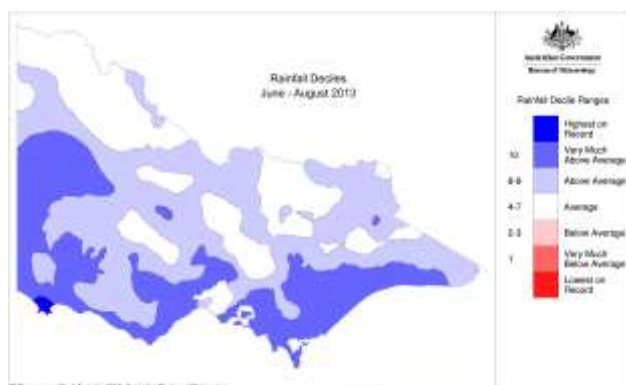 Rainfall Deciles
June - August 2013
Australian Government
Bureau of Meteorology
Rainfall Decile Ranges
Highest on
Record
10
Very Much
Above Average
8-9
Above Average
4-7
Average
2-3
Below Average
1
Very Much
Below Average
Lowest on
Record